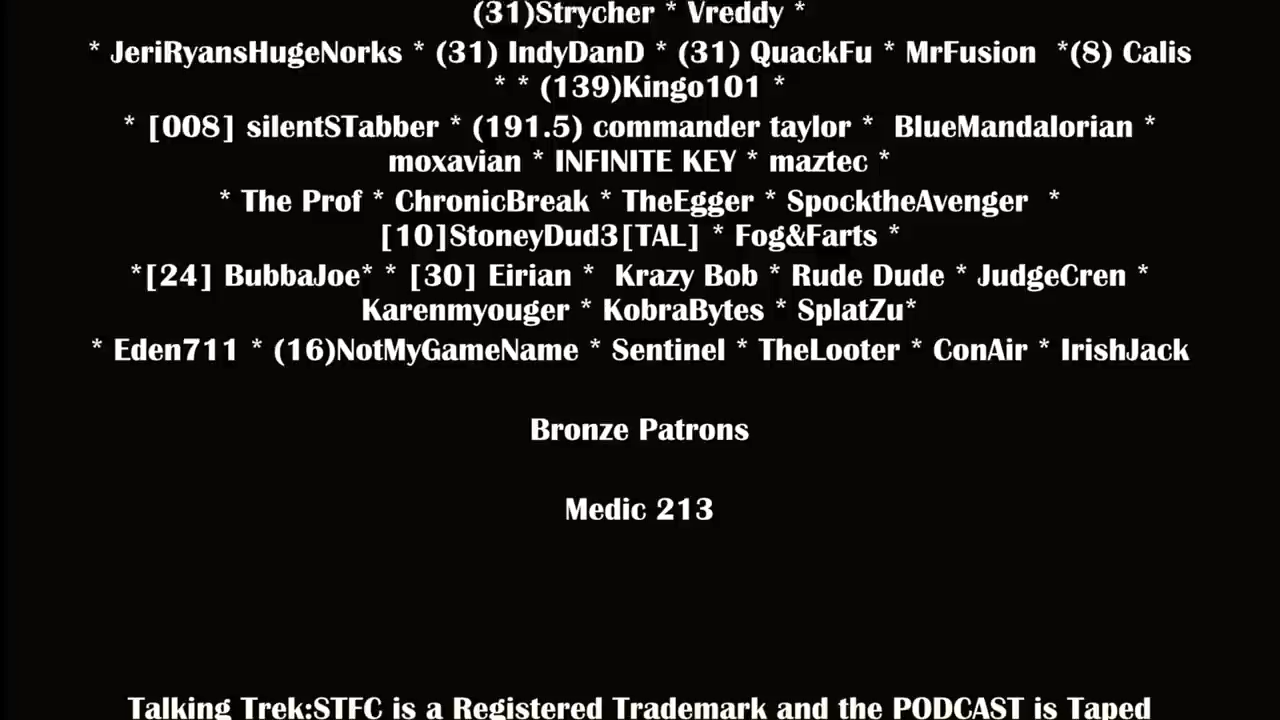 (31)Strycher * Vreddy *
* JeriRyansHugeNorks * (31) IndyDanD * (31) QuackFu * MrFusion *(8) Calis
* * (139)Kingo101 *
* [008] silentSTabber * (191.5) commander taylor * BlueMandalorian *
moxavian * INFINITE KEY * maztec *
* The Prof * ChronicBreak * TheEgger * SpocktheAvenger *
[10]StoneyDud3[TAL] * Fog&Farts *
*[24] BubbaJoe* * [30] Eirian * Krazy Bob * Rude Dude * JudgeCren *
Karenmyouger * KobraBytes * SplatZu*
* Eden711 * (16)NotMyGameName * Sentinel * TheLooter * ConAir * IrishJack
Bronze Patrons
Medic 213
Talking Trek:STFC is a Registered Trademark and the PODCAST is Taped